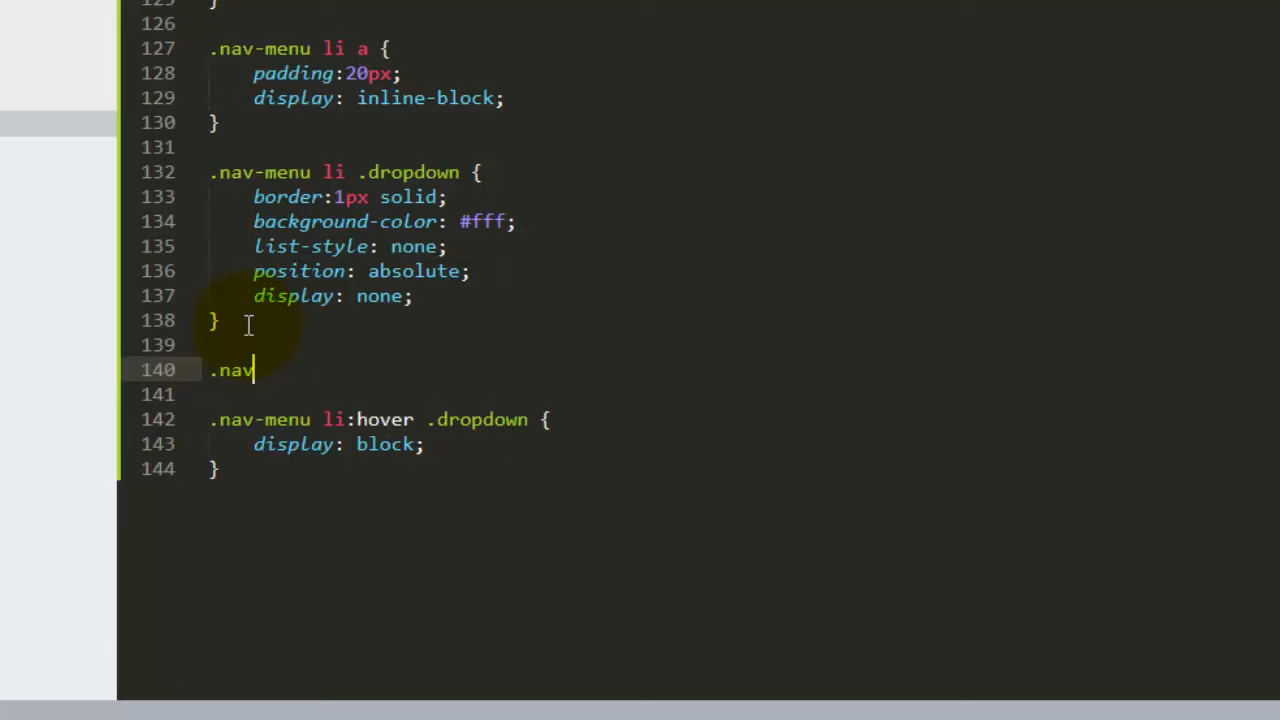 125 }
126
127 .nav-menu li a {
128 padding:20px;
129 display: inline-block;
130 }
131
132 .nav-menu li .dropdown {
133 border:1px solid;
134 background-color: #fff;
135 list-style: none;
136 position: absolute;
137 display: none;
138 }
139
140 .nav
141
142 .nav-menu li:hover .dropdown {
143 display: block;
144 }